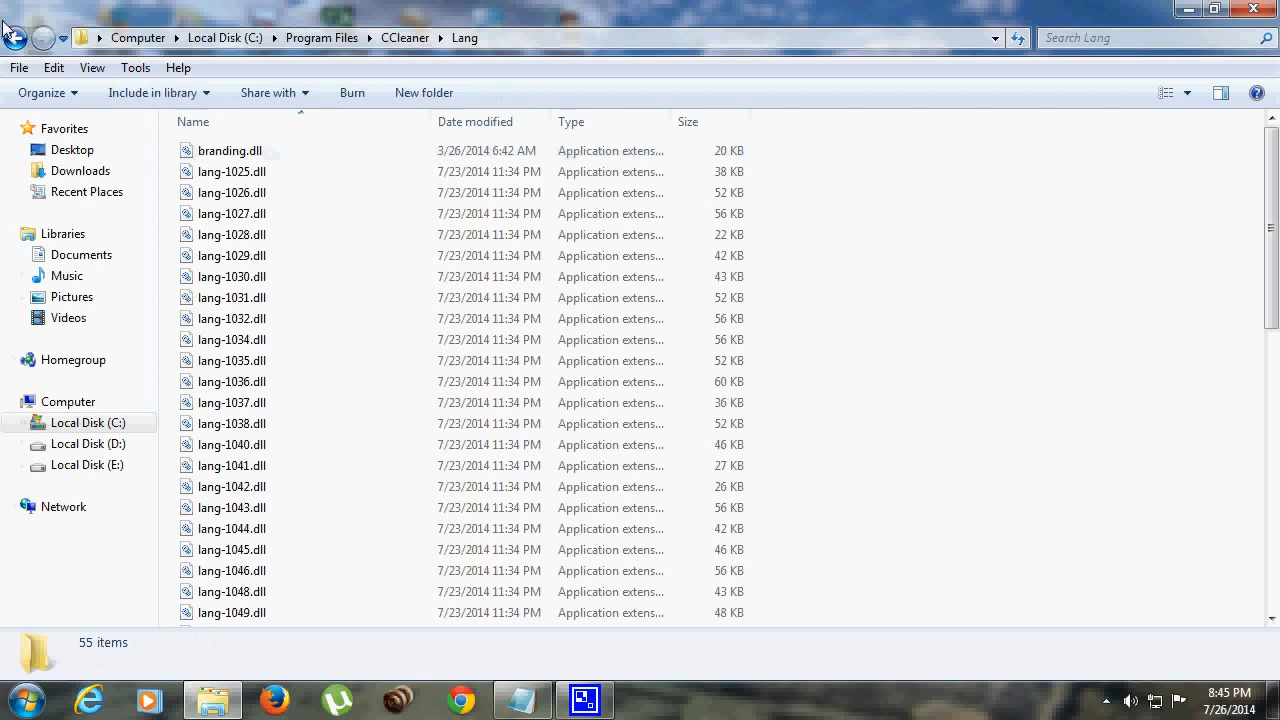 Computer Local Disk (C:) Program Files CCleaner Lang Search Lang
File Edit View Tools Help
Organize Include in library Share with Burn New folder
Favorites
Desktop
Downloads
Recent Places
Libraries
Documents
Music
Pictures
Videos
Homegroup
Computer
Local Disk (C:)
Local Disk (D:)
Local Disk (E:)
Network
Name Date modified Type Size
branding.dll 3/26/2014 6:42 AM Application extens... 20 KB
lang-1025.dll 7/23/2014 11:34 PM Application extens... 38 KB
lang-1026.dll 7/23/2014 11:34 PM Application extens... 52 KB
lang-1027.dll 7/23/2014 11:34 PM Application extens... 56 KB
lang-1028.dll 7/23/2014 11:34 PM Application extens... 22 KB
lang-1029.dll 7/23/2014 11:34 PM Application extens... 42 KB
lang-1030.dll 7/23/2014 11:34 PM Application extens... 43 KB
lang-1031.dll 7/23/2014 11:34 PM Application extens... 52 KB
lang-1032.dll 7/23/2014 11:34 PM Application extens... 56 KB
lang-1034.dll 7/23/2014 11:34 PM Application extens... 56 KB
lang-1035.dll 7/23/2014 11:34 PM Application extens... 52 KB
lang-1036.dll 7/23/2014 11:34 PM Application extens... 60 KB
lang-1037.dll 7/23/2014 11:34 PM Application extens... 36 KB
lang-1038.dll 7/23/2014 11:34 PM Application extens... 52 KB
lang-1040.dll 7/23/2014 11:34 PM Application extens... 46 KB
lang-1041.dll 7/23/2014 11:34 PM Application extens... 27 KB
lang-1042.dll 7/23/2014 11:34 PM Application extens... 26 KB
lang-1043.dll 7/23/2014 11:34 PM Application extens... 56 KB
lang-1044.dll 7/23/2014 11:34 PM Application extens... 42 KB
lang-1045.dll 7/23/2014 11:34 PM Application extens... 46 KB
lang-1046.dll 7/23/2014 11:34 PM Application extens... 56 KB
lang-1048.dll 7/23/2014 11:34 PM Application extens... 43 KB
lang-1049.dll 7/23/2014 11:34 PM Application extens... 48 KB
55 items
8:45 PM
7/26/2014